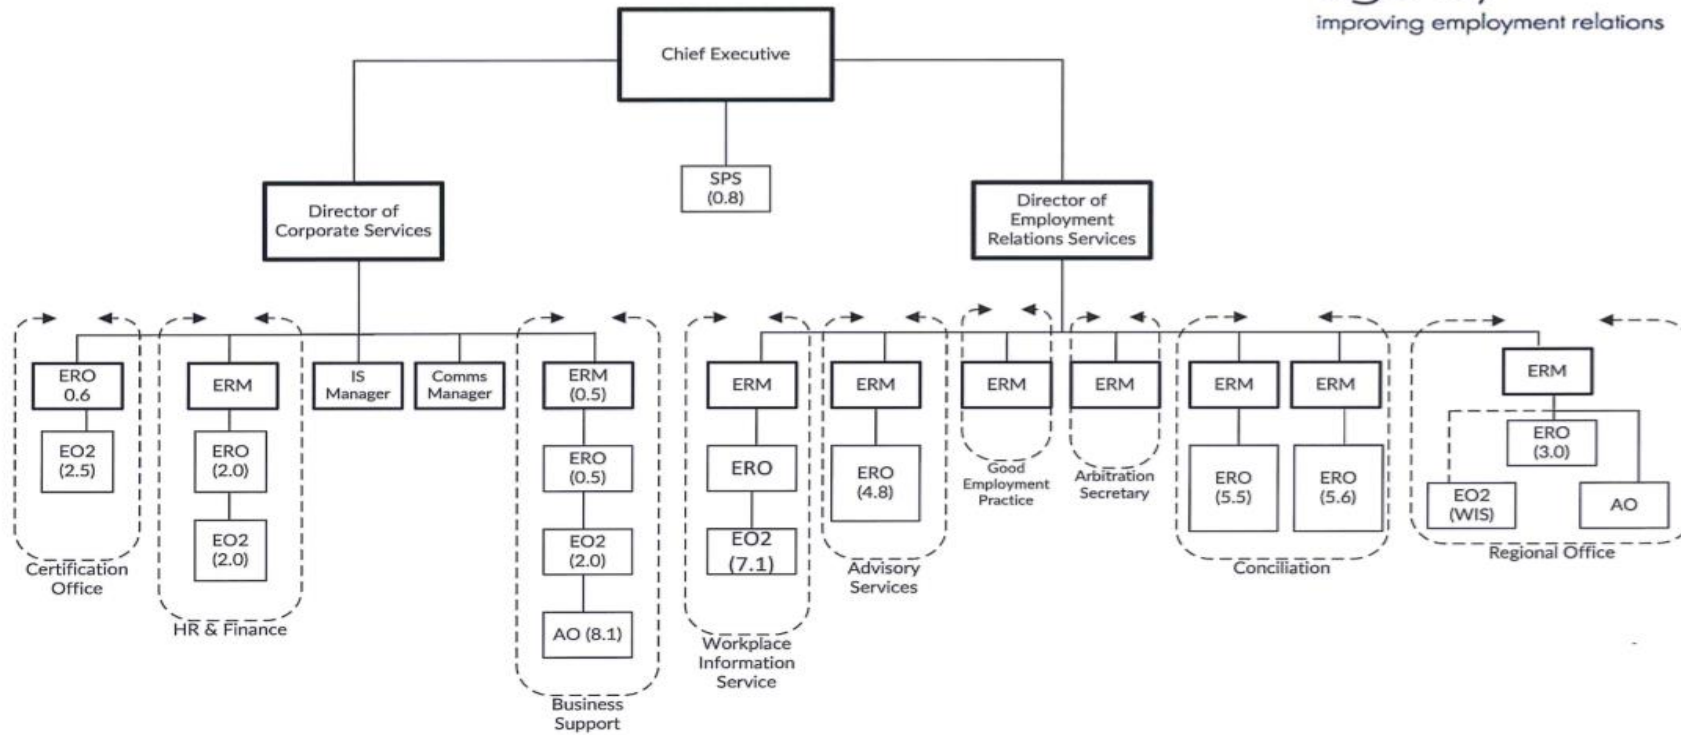 improving employment relations
Chief Executive
SPS
(0.8)
Director of
Corporate Services
Director of
Employment
Relations Services
ERO
0.6
EO2
(2.5)
Certification
Office
ERM
ERO
(2.0)
EO2
(2.0)
HR & Finance
IS
Manager
Comms
Manager
ERM
(0.5)
ERO
(0.5)
EO2
(2.0)
AO (8.1)
Business
Support
ERM
ERO
EO2
(7.1)
Workplace
Information
Service
ERM
ERO
(4.8)
Advisory
Services
ERM
Good
Employment
Practice
ERM
Arbitration
Secretary
ERM
ERO
(5.5)
ERM
ERO
(5.6)
Conciliation
ERM
ERO
(3.0)
EO2
(WIS)
AO
Regional Office